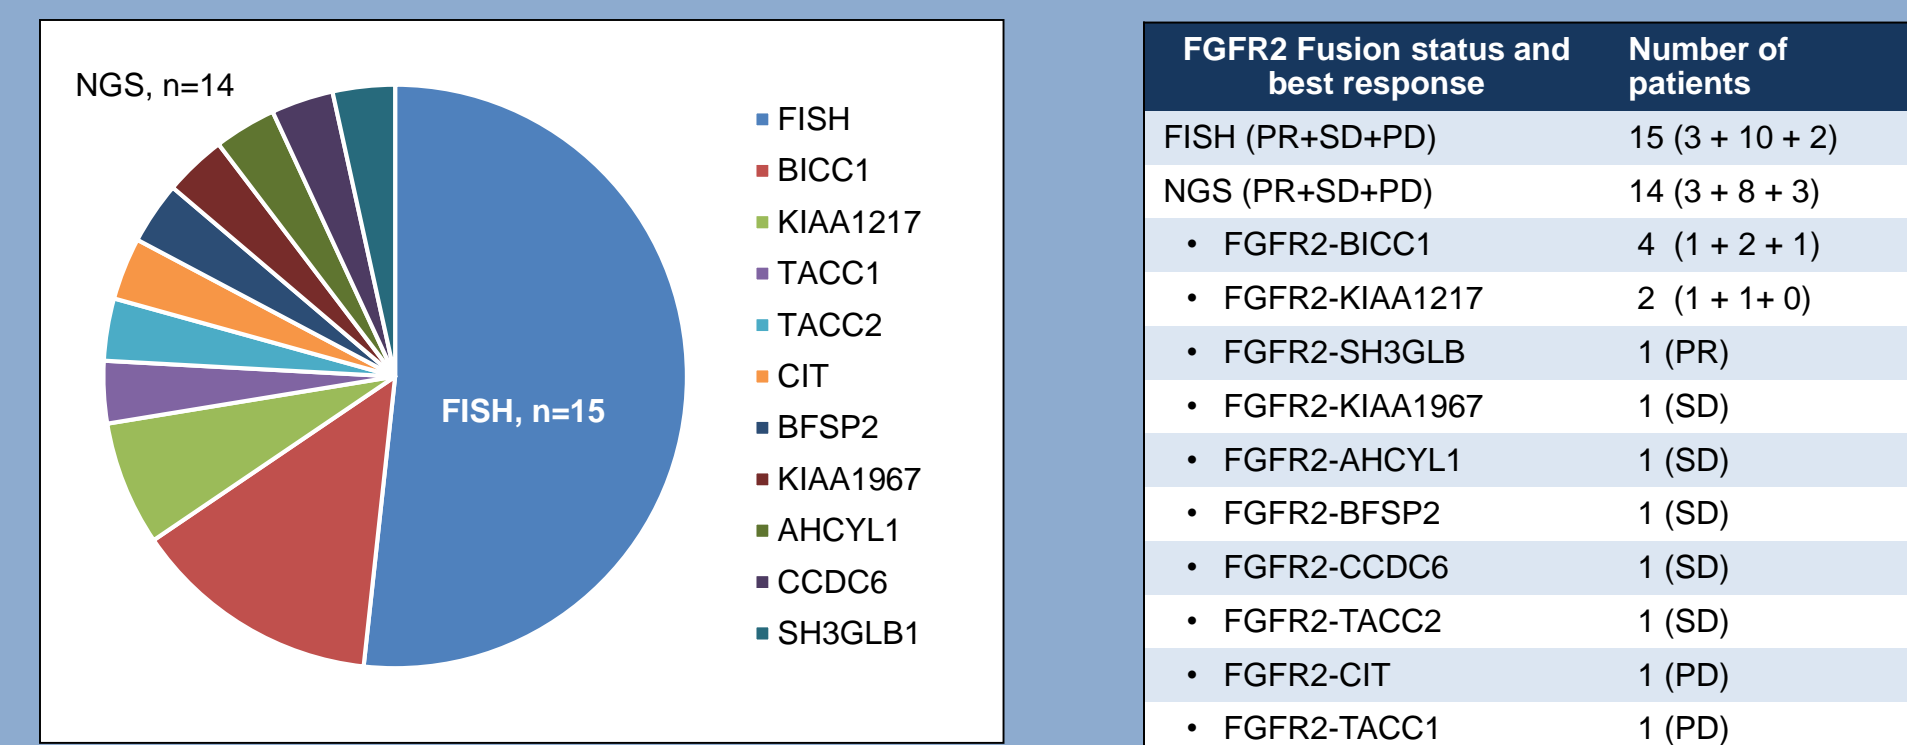 NGS, n=14
FISH, n=15
FISH
BICC1
KIAA1217
TACC1
TACC2
CIT
BFSP2
KIAA1967
AHCYL1
CCDC6
SH3GLB1
FGFR2 Fusion status and best response	Number of patients
FISH (PR+SD+PD)	15 (3 + 10 + 2)
NGS (PR+SD+PD)	14 (3 + 8 + 3)
• FGFR2-BICC1	4 (1 + 2 + 1)
• FGFR2-KIAA1217	2 (1 + 1+ 0)
• FGFR2-SH3GLB	1 (PR)
• FGFR2-KIAA1967	1 (SD)
• FGFR2-AHCYL1	1 (SD)
• FGFR2-BFSP2	1 (SD)
• FGFR2-CCDC6	1 (SD)
• FGFR2-TACC2	1 (SD)
• FGFR2-CIT	1 (PD)
• FGFR2-TACC1	1 (PD)